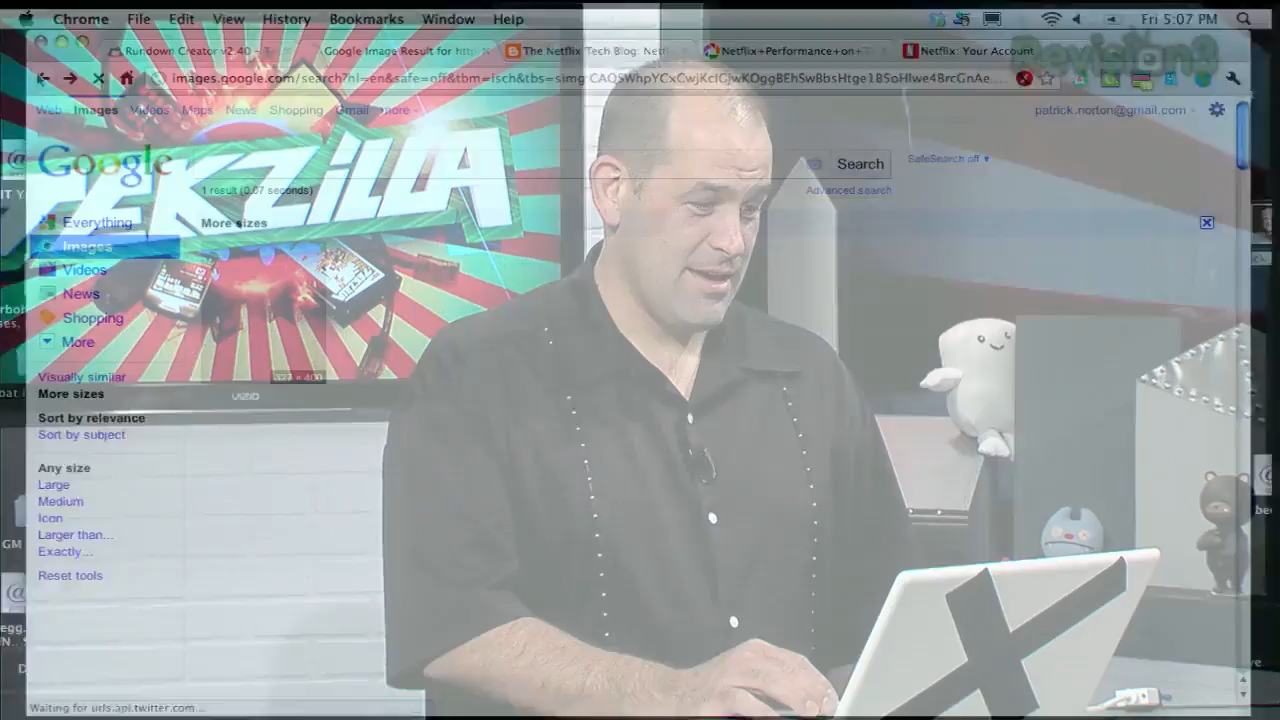 Chrome File Edit View History Bookmarks Window Help Fri 5:07 PM
Rundown Creator v2.40 - Google Image Result for http The Netflix Tech Blog: Netfl Netflix+Performance+on+T Netflix: Your Account
Revision3
images.google.com/search?hl=en&safe=off&tbm=isch&tbs=simg
Web Images Videos Maps News Shopping Gmail more patrick.norton@gmail.com
Google
Search SafeSearch off
Advanced search
1 result (0.07 seconds)
TEKZILLA
Everything
More sizes
Images
Videos
News
Shopping
More
Visually similar
327 × 400
More sizes
VIZIO
Sort by relevance
Sort by subject
Any size
Large
Medium
Icon
Larger than...
Exactly...
Reset tools
Waiting for urls.api.twitter.com...